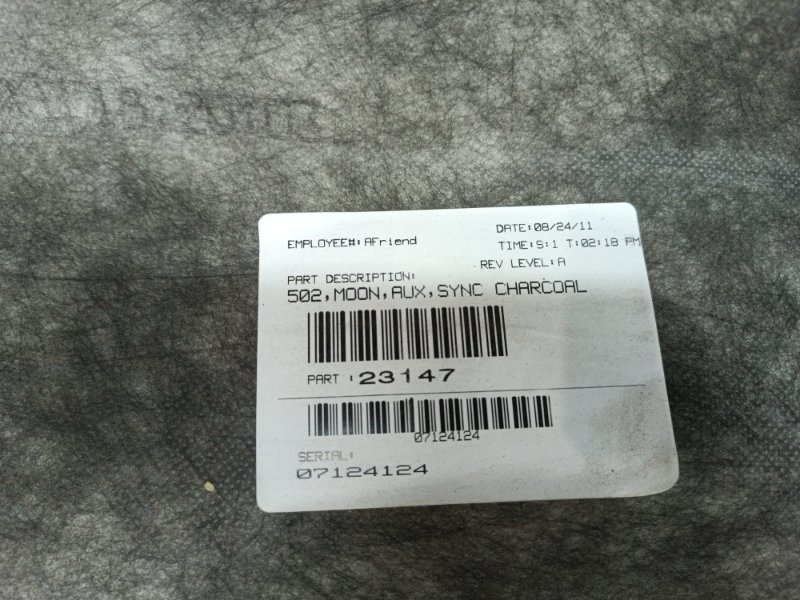 EMPLOYEE#: AFriend
DATE:08/24/11
TIME:S:1 T:02:18 PM
REV LEVEL:A
PART DESCRIPTION:
502,MOON,AUX,SYNC CHARCOAL
PART :23147
07124124
SERIAL:
07124124